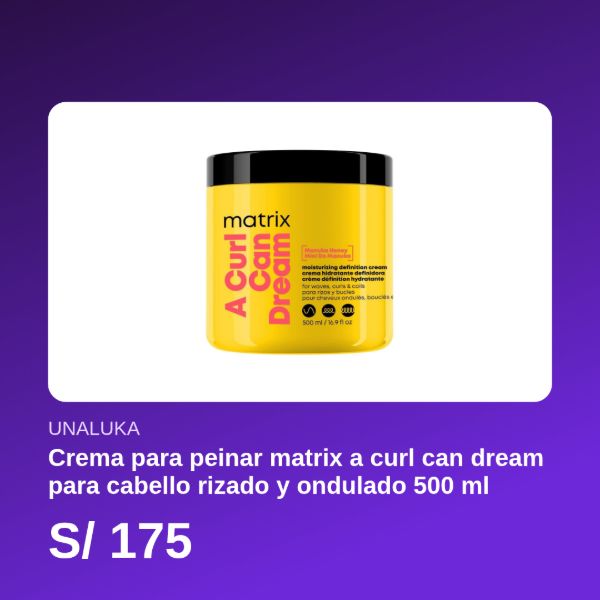 matrix
A Curl
Can
Dream
Manuka Honey
Miel De Manuka
moisturizing definition cream
crema hidratante definidora
crème définition hydratante
for waves, curls & coils
para rizos y bucles
pour cheveux ondulés, bouclés e
500 ml / 16.9 fl oz
UNALUKA
Crema para peinar matrix a curl can dream
para cabello rizado y ondulado 500 ml
S/ 175